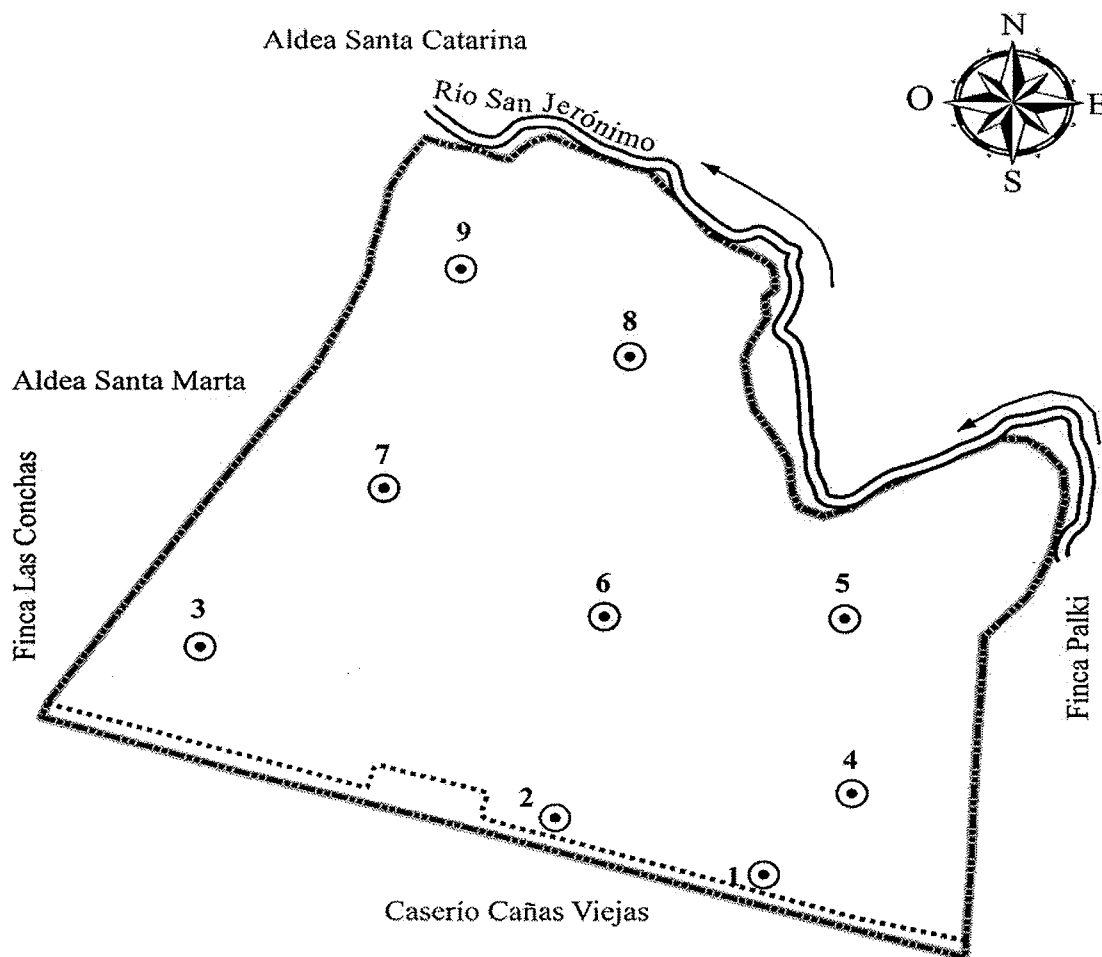 Aldea Santa Catarina
N
O
E
S
Río San Jerónimo
9
8
Aldea Santa Marta
7
Finca Las Conchas
6
5
3
Finca Palki
4
2
1
Caserío Cañas Viejas